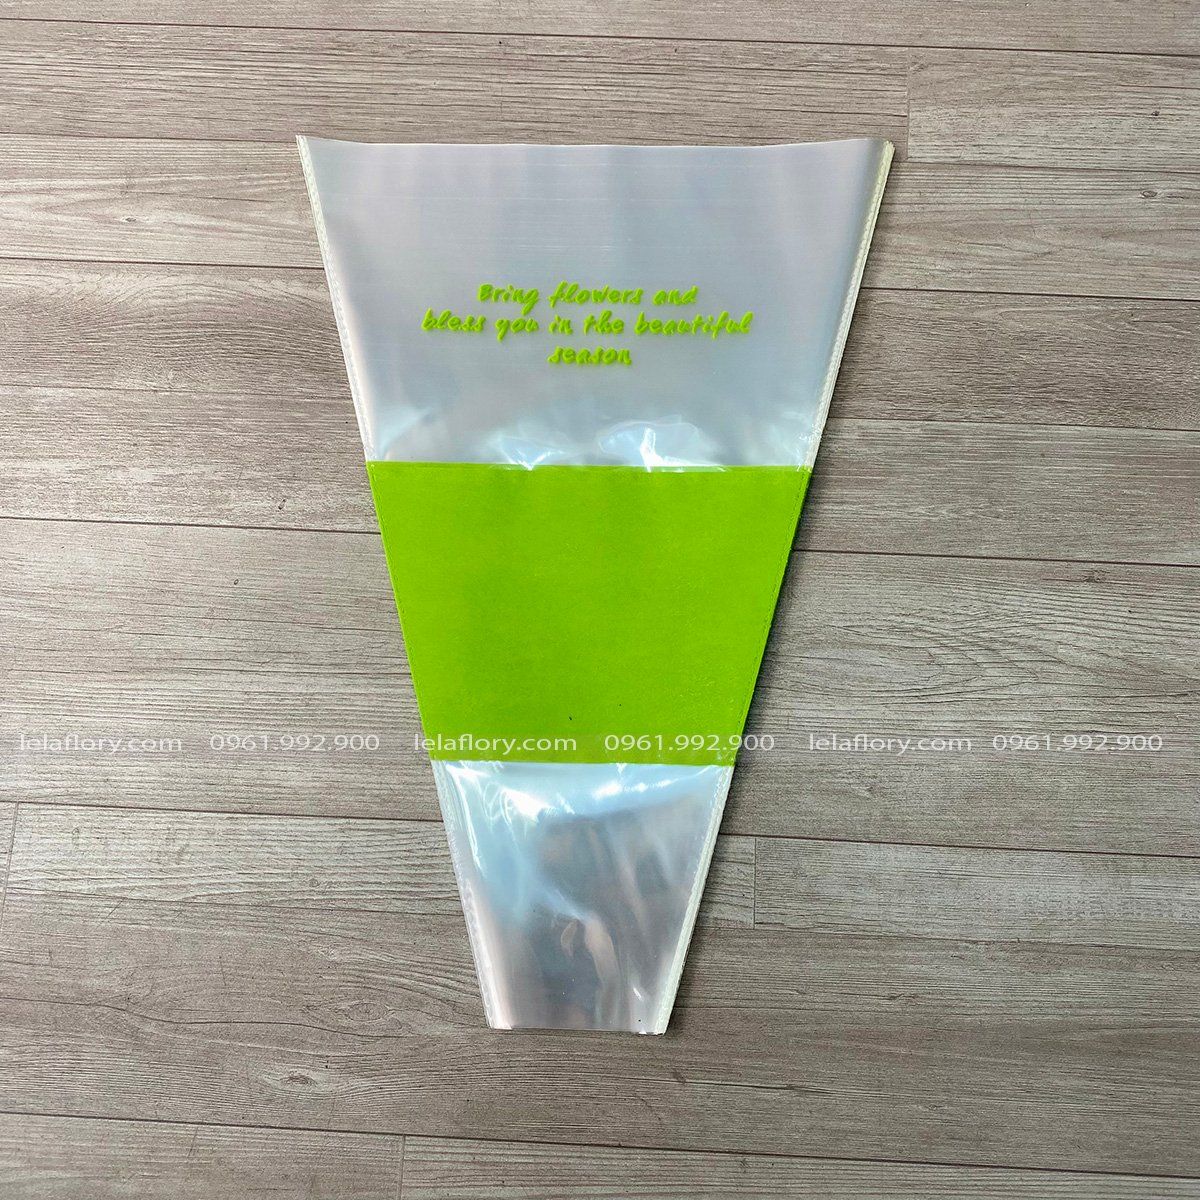 Bring flowers and
bless you in the beautiful
season
lelaflory.com 0961.992.900 lelaflory.com 0961.992.900 lelaflory.com 0961.992.900